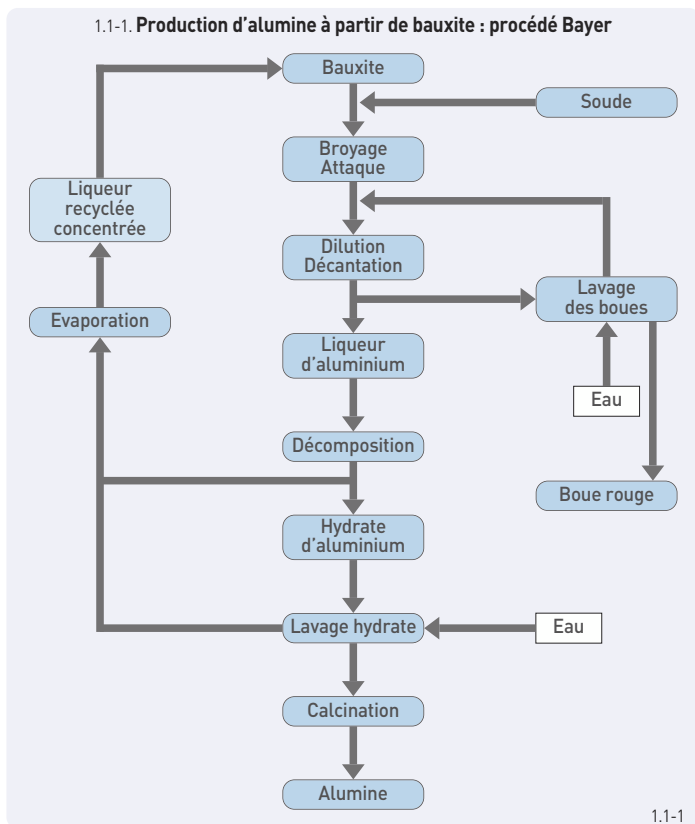 1.1-1. Production d'alumine à partir de bauxite : procédé Bayer
Bauxite
Soude
Broyage
Attaque
Liqueur
recyclée
concentrée
Dilution
Décantation
Lavage
des boues
Evaporation
Liqueur
d'aluminium
Eau
Décomposition
Boue rouge
Hydrate
d'aluminium
Lavage hydrate
Eau
Calcination
Alumine
1.1-1